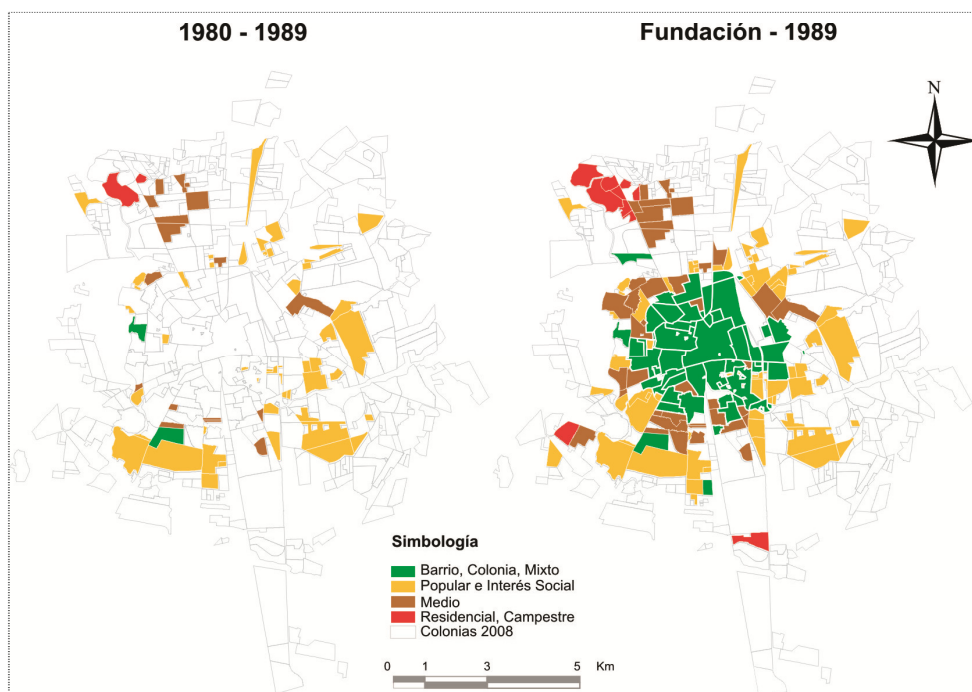 1980 - 1989
Fundación - 1989
N
Simbología
Barrio, Colonia, Mixto
Popular e Interés Social
Medio
Residencial, Campestre
Colonias 2008
0 1 3 5 Km